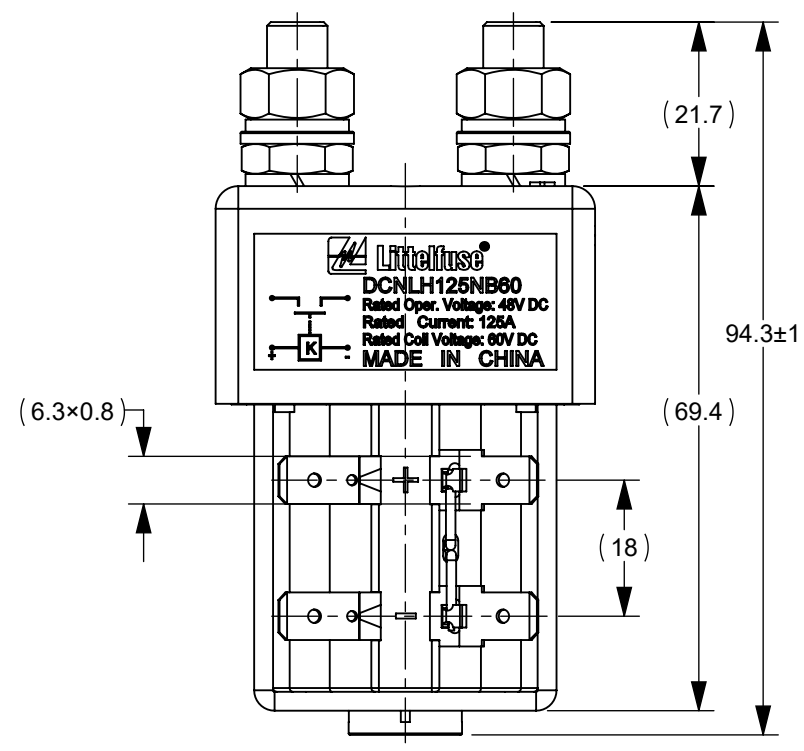 (21.7)
Littelfuse
DCNLH125NB60
Rated Oper. Voltage: 48V DC
Rated Current: 125A
Rated Coil Voltage: 60V DC
MADE IN CHINA
K
+
-
94.3±1
(6.3×0.8)
(69.4)
+
(18)
-